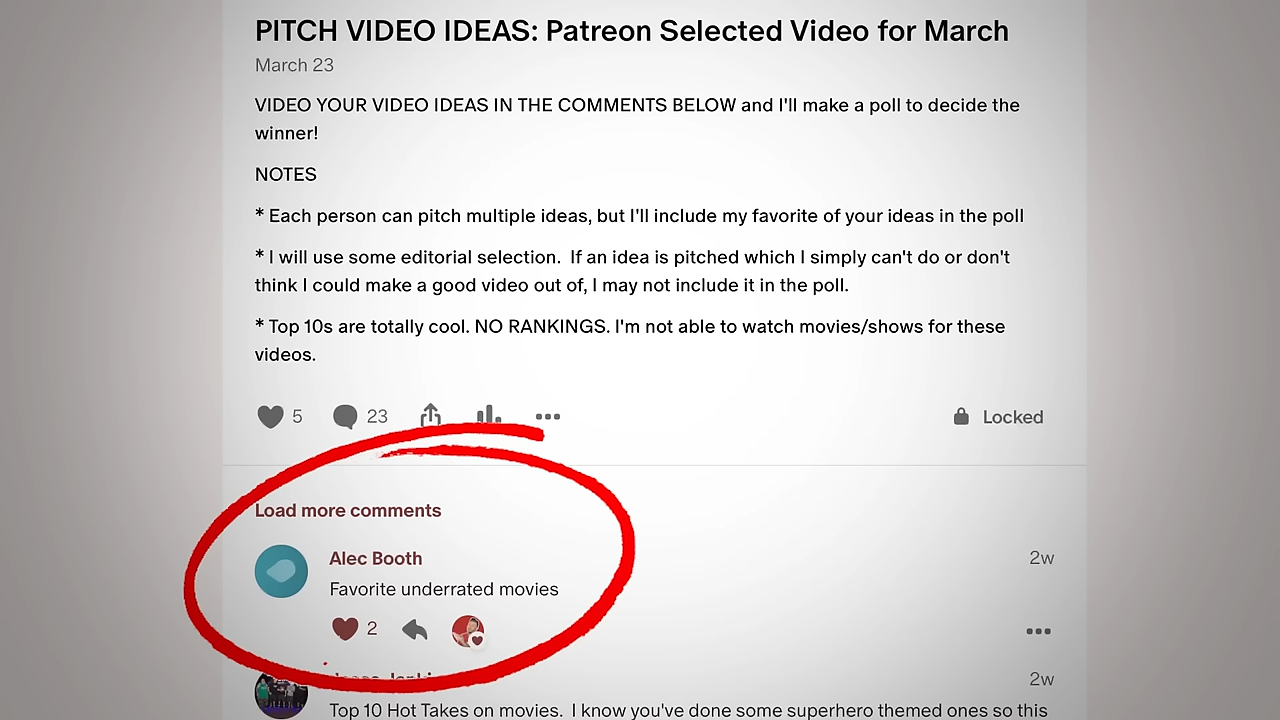 PITCH VIDEO IDEAS: Patreon Selected Video for March
March 23
VIDEO YOUR VIDEO IDEAS IN THE COMMENTS BELOW and I'll make a poll to decide the
winner!
NOTES
* Each person can pitch multiple ideas, but I'll include my favorite of your ideas in the poll
* I will use some editorial selection. If an idea is pitched which I simply can't do or don't
think I could make a good video out of, I may not include it in the poll.
* Top 10s are totally cool. NO RANKINGS. I'm not able to watch movies/shows for these
videos.
5 23 Locked
Load more comments
Alec Booth 2w
Favorite underrated movies
2
2w
Top 10 Hot Takes on movies. I know you've done some superhero themed ones so this